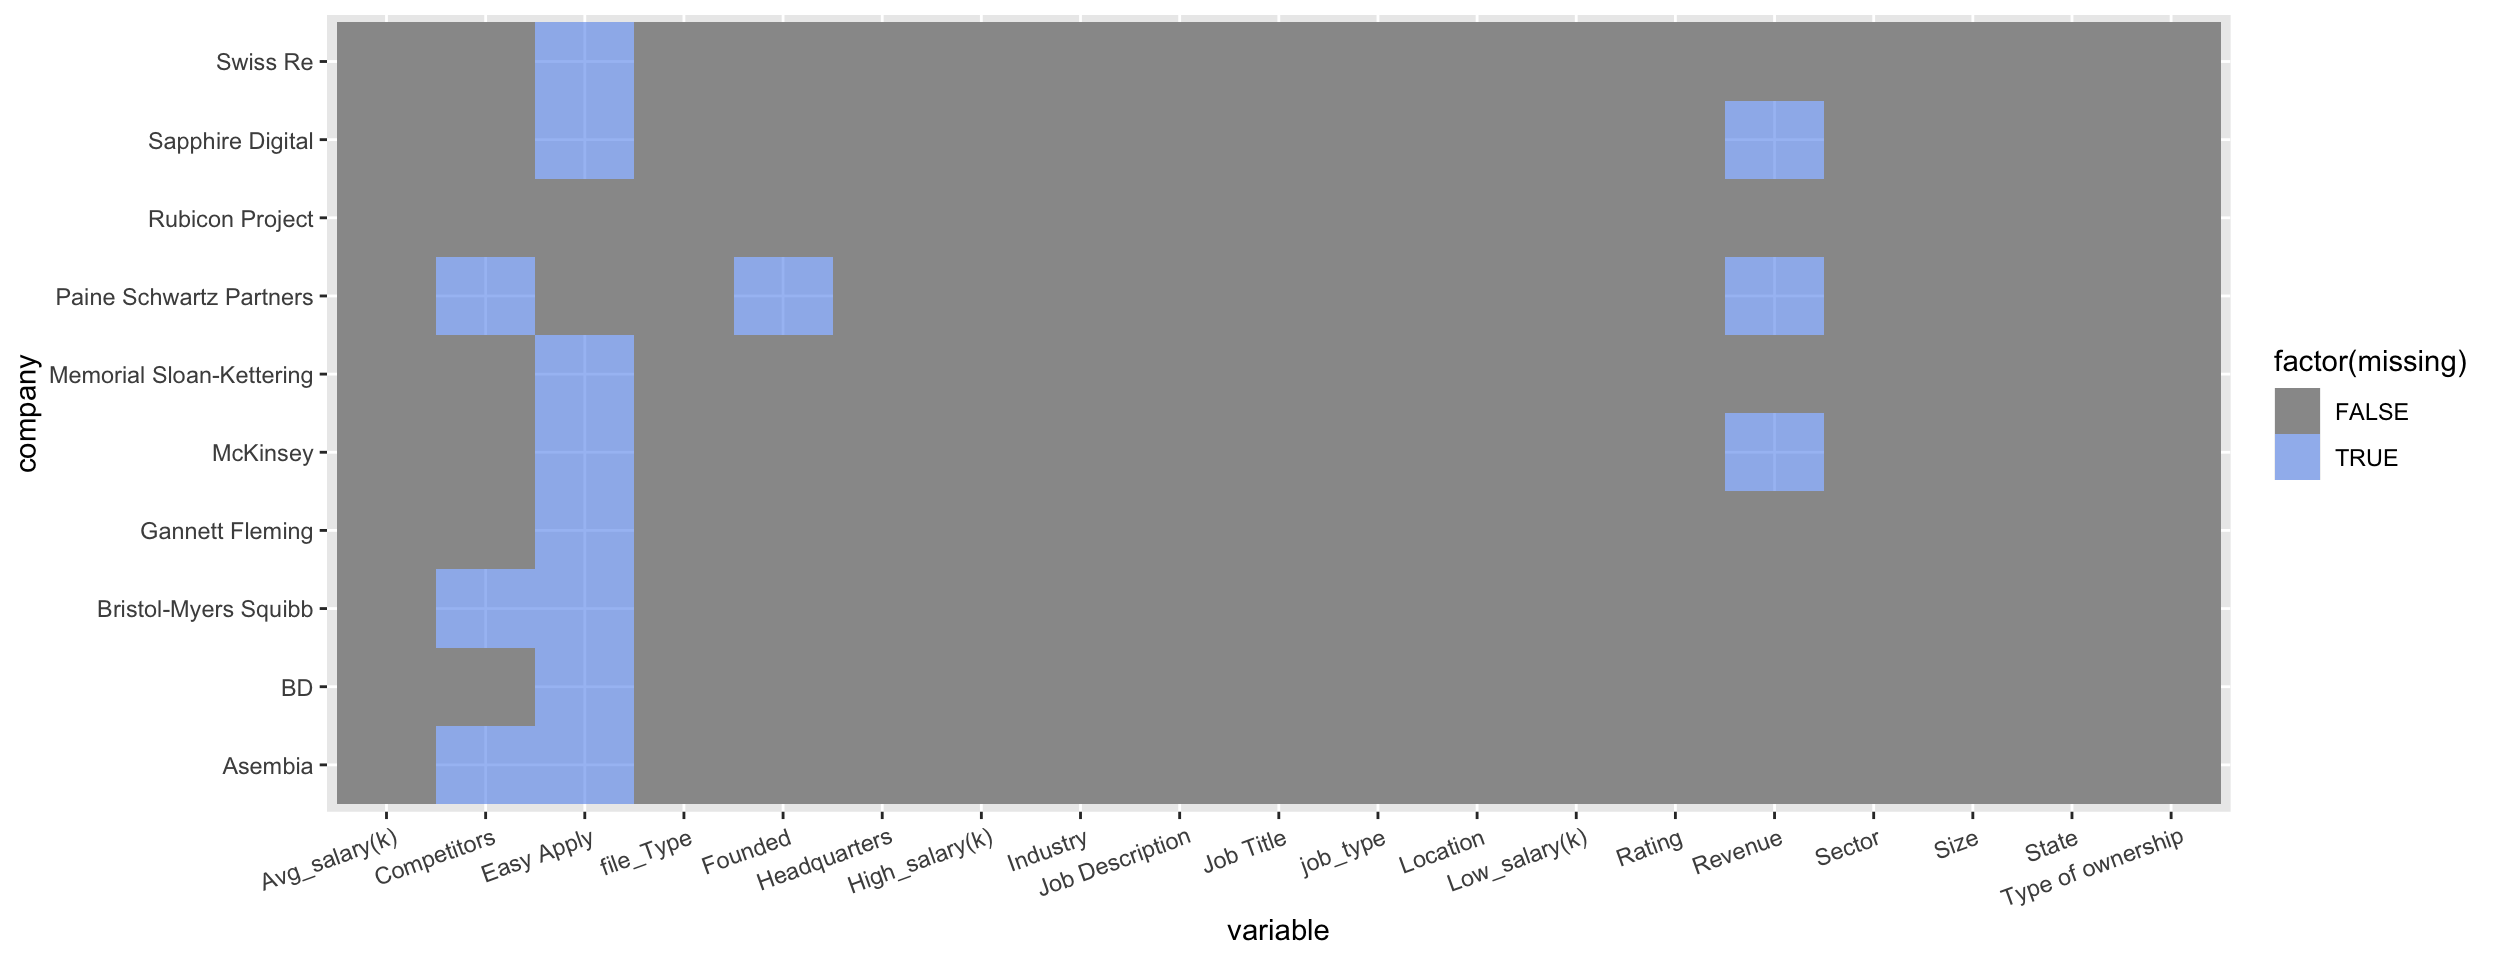 company
Swiss Re
Sapphire Digital
Rubicon Project
Paine Schwartz Partners
Memorial Sloan-Kettering
McKinsey
Gannett Fleming
Bristol-Myers Squibb
BD
Asembia
Avg_salary(k)
Competitors
Easy Apply
file_Type
Founded
Headquarters
High_salary(k)
Industry
Job Description
Job Title
job_type
Location
Low_salary(k)
Rating
Revenue
Sector
Size
State
Type of ownership
variable
factor(missing)
FALSE
TRUE